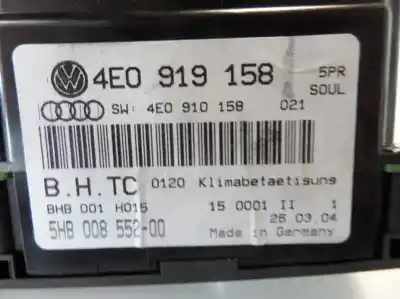 4E0 919 158 5PR
SW: 4E0 910 158 021 SOUL
B.H.TC 0120 Klimabetaetigung
BHB 001 H015 15 0001 II 1
26.03.04
5HB 008 552-00 Made in Germany